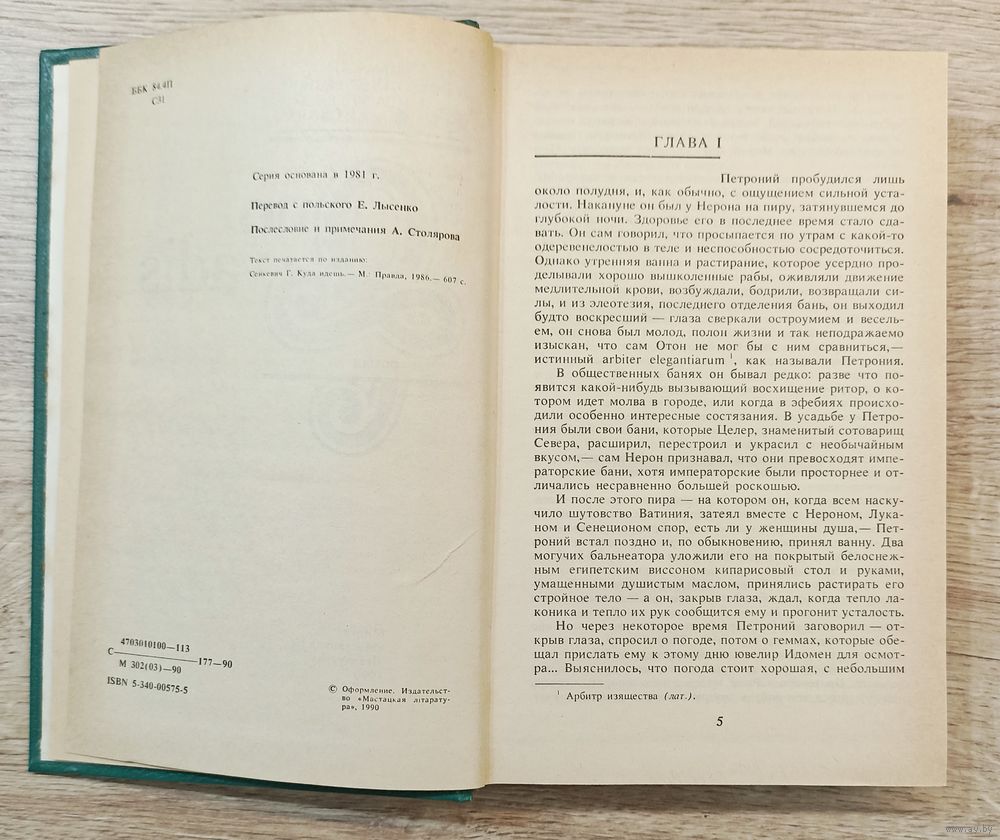 ББК 84.4П
С31
Серия основана в 1981 г.
Перевод с польского Е. Лысенко
Послесловие и примечания А. Столярова
Текст печатается по изданию:
Сенкевич Г. Куда идешь.— М.: Правда, 1986.— 607 с.
4703010100—113
С————177—90
М 302(03)—90
ISBN 5-340-00575-5
© Оформление. Издательст-
во «Мастацкая лiтарату-
ра», 1990
ГЛАВА I
Петроний пробудился лишь
около полудня, и, как обычно, с ощущением сильной уста-
лости. Накануне он был у Нерона на пиру, затянувшемся до
глубокой ночи. Здоровье его в последнее время стало сда-
вать. Он сам говорил, что просыпается по утрам с какой-то
одеревенелостью в теле и неспособностью сосредоточиться.
Однако утренняя ванна и растирание, которое усердно про-
делывали хорошо вышколенные рабы, оживляли движение
медлительной крови, возбуждали, бодрили, возвращали си-
лы, и из элеотезия, последнего отделения бань, он выходил
будто воскресший — глаза сверкали остроумием и весель-
ем, он снова был молод, полон жизни и так неподражаемо
изыскан, что сам Отон не мог бы с ним сравниться,—
истинный arbiter elegantiarum ¹, как называли Петрония.
В общественных банях он бывал редко: разве что по-
явится какой-нибудь вызывающий восхищение ритор, о ко-
тором идет молва в городе, или когда в эфебиях происхо-
дили особенно интересные состязания. В усадьбе у Петро-
ния были свои бани, которые Целер, знаменитый сотоварищ
Севера, расширил, перестроил и украсил с необычайным
вкусом,— сам Нерон признавал, что они превосходят импе-
раторские бани, хотя императорские были просторнее и от-
личались несравненно большей роскошью.
И после этого пира — на котором он, когда всем наску-
чило шутовство Ватиния, затеял вместе с Нероном, Лука-
ном и Сенеционом спор, есть ли у женщины душа,— Пет-
роний встал поздно и, по обыкновению, принял ванну. Два
могучих бальнеатора уложили его на покрытый белоснеж-
ным египетским виссоном кипарисовый стол и руками,
умащенными душистым маслом, принялись растирать его
стройное тело — а он, закрыв глаза, ждал, когда тепло ла-
коника и тепло их рук сообщится ему и прогонит усталость.
Но через некоторое время Петроний заговорил — от-
крыв глаза, спросил о погоде, потом о геммах, которые обе-
щал прислать ему к этому дню ювелир Идомен для осмот-
ра... Выяснилось, что погода стоит хорошая, с небольшим
¹ Арбитр изящества (лат.).
5
www.ay.by